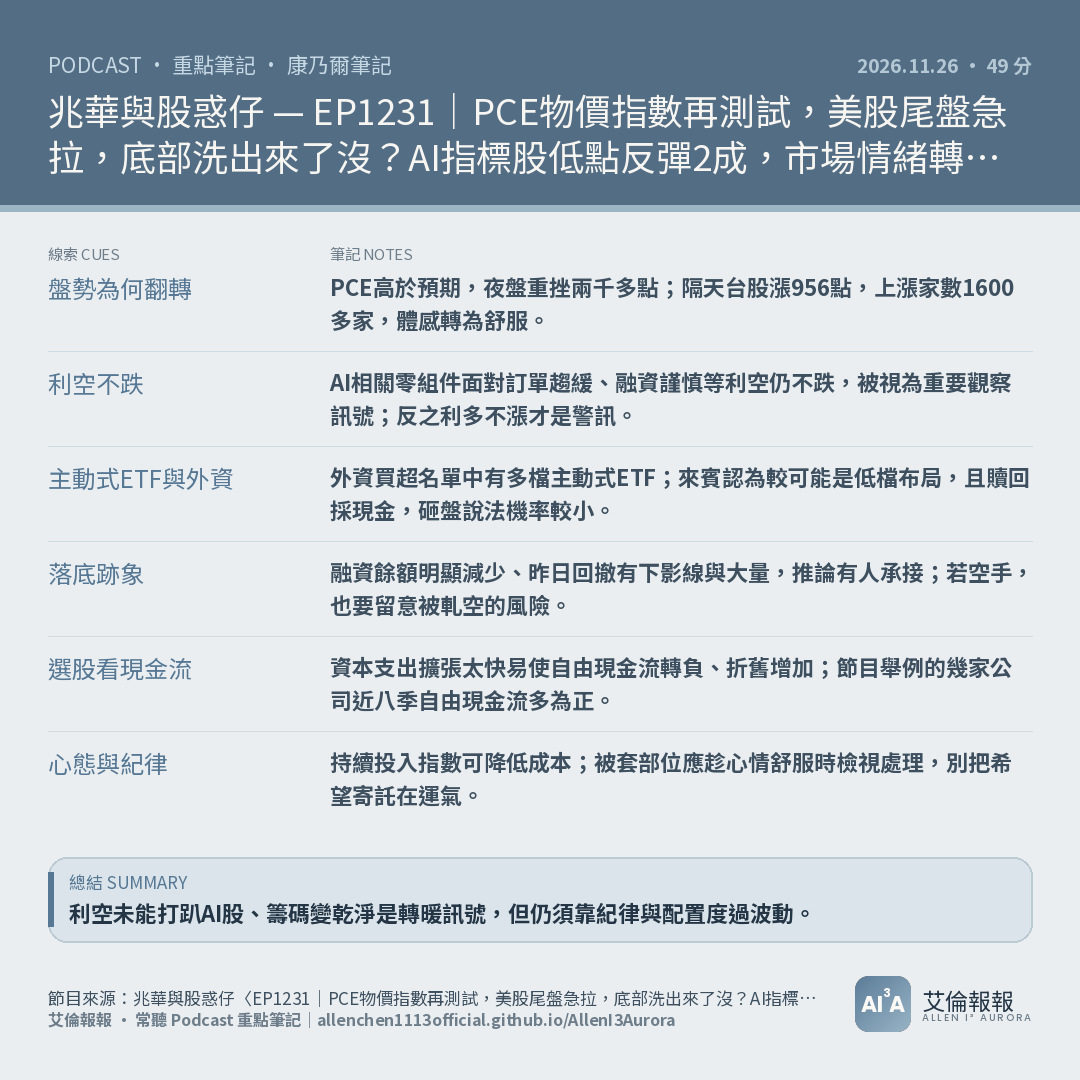 PODCAST ・ 重點筆記 ・ 康乃爾筆記
2026.11.26 ・ 49 分
兆華與股惑仔 — EP1231｜PCE物價指數再測試，美股尾盤急
拉，底部洗出來了沒？AI指標股低點反彈2成，市場情緒轉⋯
線索 CUES
筆記 NOTES
盤勢為何翻轉
PCE高於預期，夜盤重挫兩千多點；隔天台股漲956點，上漲家數1600
多家，體感轉為舒服。
利空不跌
AI相關零組件面對訂單趨緩、融資謹慎等利空仍不跌，被視為重要觀察
訊號；反之利多不漲才是警訊。
主動式ETF與外資
外資買超名單中有多檔主動式ETF；來賓認為較可能是低檔布局，且贖回
採現金，砸盤說法機率較小。
落底跡象
融資餘額明顯減少、昨日回撤有下影線與大量，推論有人承接；若空手，
也要留意被軋空的風險。
選股看現金流
資本支出擴張太快易使自由現金流轉負、折舊增加；節目舉例的幾家公
司近八季自由現金流多為正。
心態與紀律
持續投入指數可降低成本；被套部位應趁心情舒服時檢視處理，別把希
望寄託在運氣。
總結 SUMMARY
利空未能打趴AI股、籌碼變乾淨是轉暖訊號，但仍須靠紀律與配置度過波動。
節目來源：兆華與股惑仔〈EP1231｜PCE物價指數再測試，美股尾盤急拉，底部洗出來了沒？AI指標⋯
艾倫報報 ・ 常聽 Podcast 重點筆記｜allenchen1113official.github.io/AllenI3Aurora
AI³A
艾倫報報
ALLEN I³ AURORA